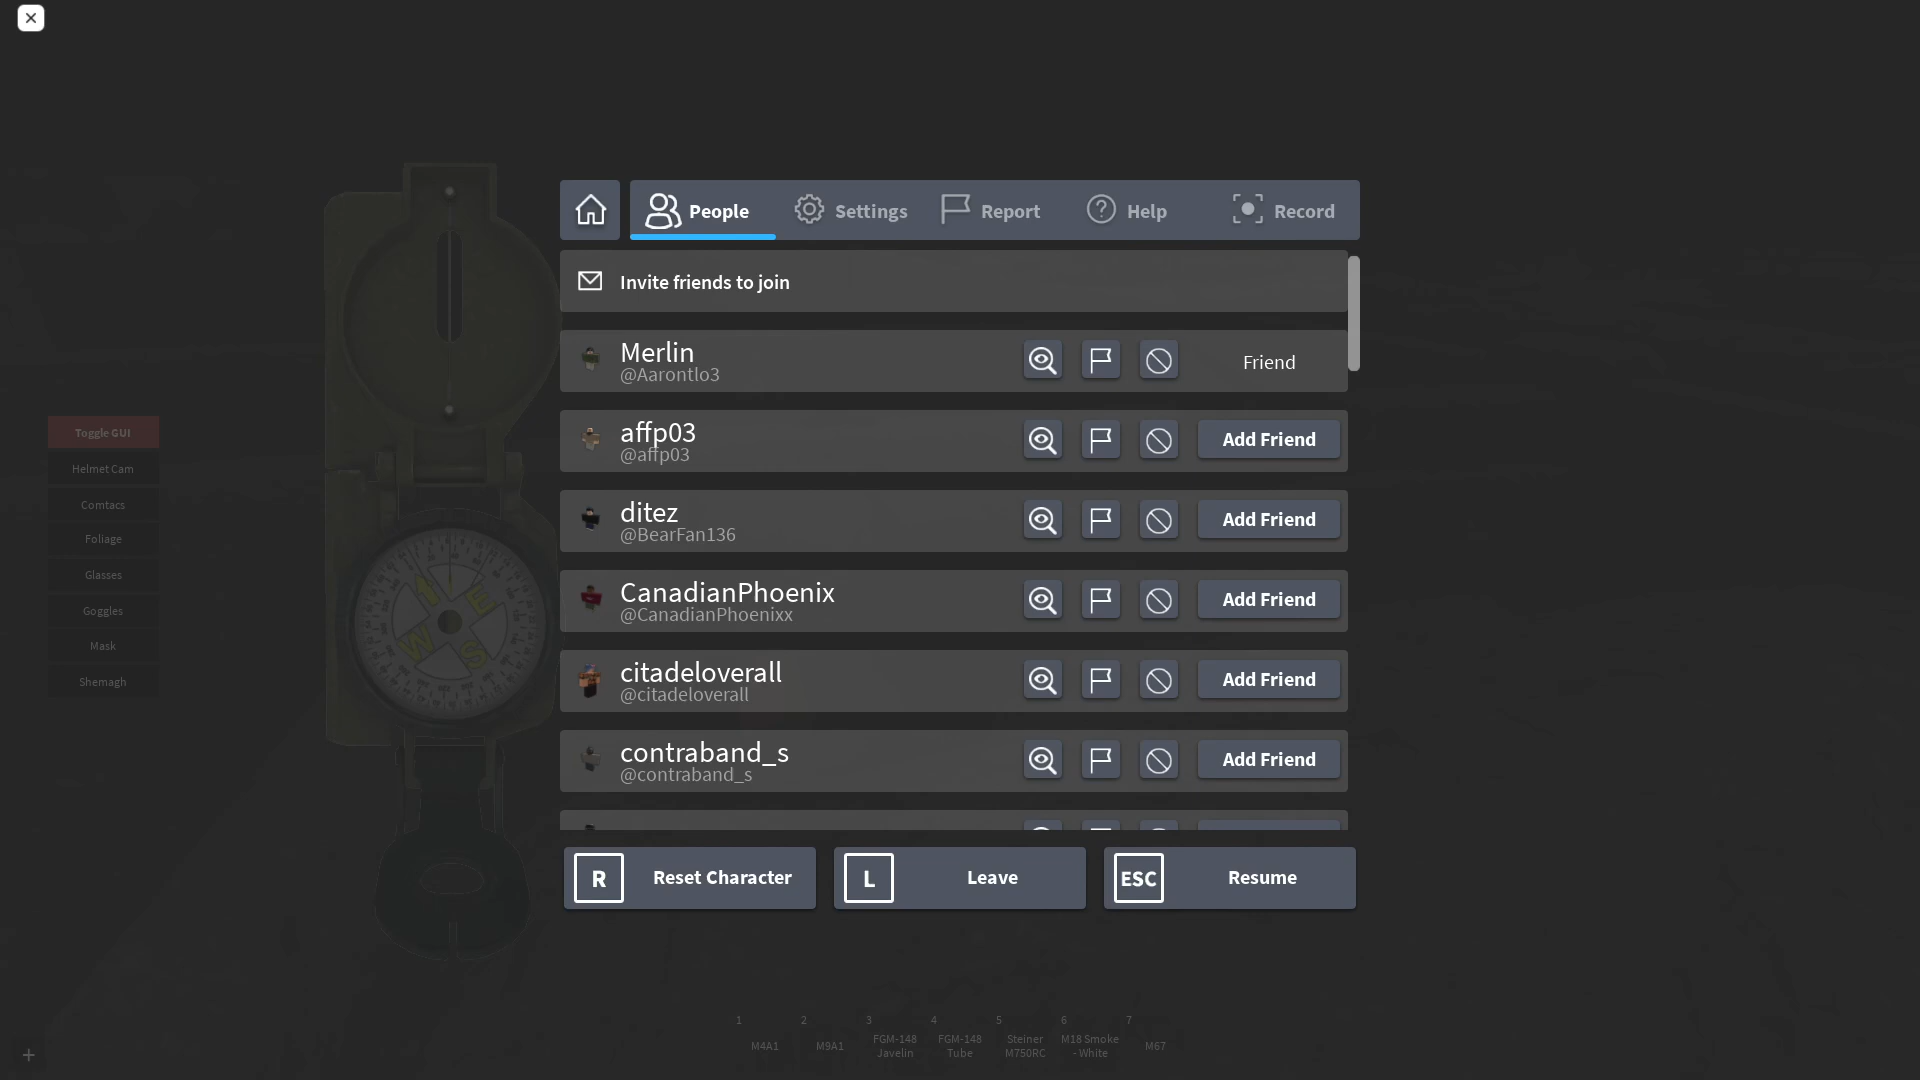 People
Settings
Report
Help
Record
Invite friends to join
Merlin
@Aarontlo3
Friend
affp03
@affp03
Add Friend
ditez
@BearFan136
Add Friend
CanadianPhoenix
@CanadianPhoenixx
Add Friend
citadeloverall
@citadeloverall
Add Friend
contraband_s
@contraband_s
Add Friend
R Reset Character
L Leave
ESC Resume
Toggle GUI
Helmet Cam
Comtacs
Foliage
Glasses
Goggles
Mask
Shemagh
E
W
S
1
M4A1
2
M9A1
3
FGM-148
Javelin
4
FGM-148
Tube
5
Steiner
M750RC
6
M18 Smoke
- White
7
M67